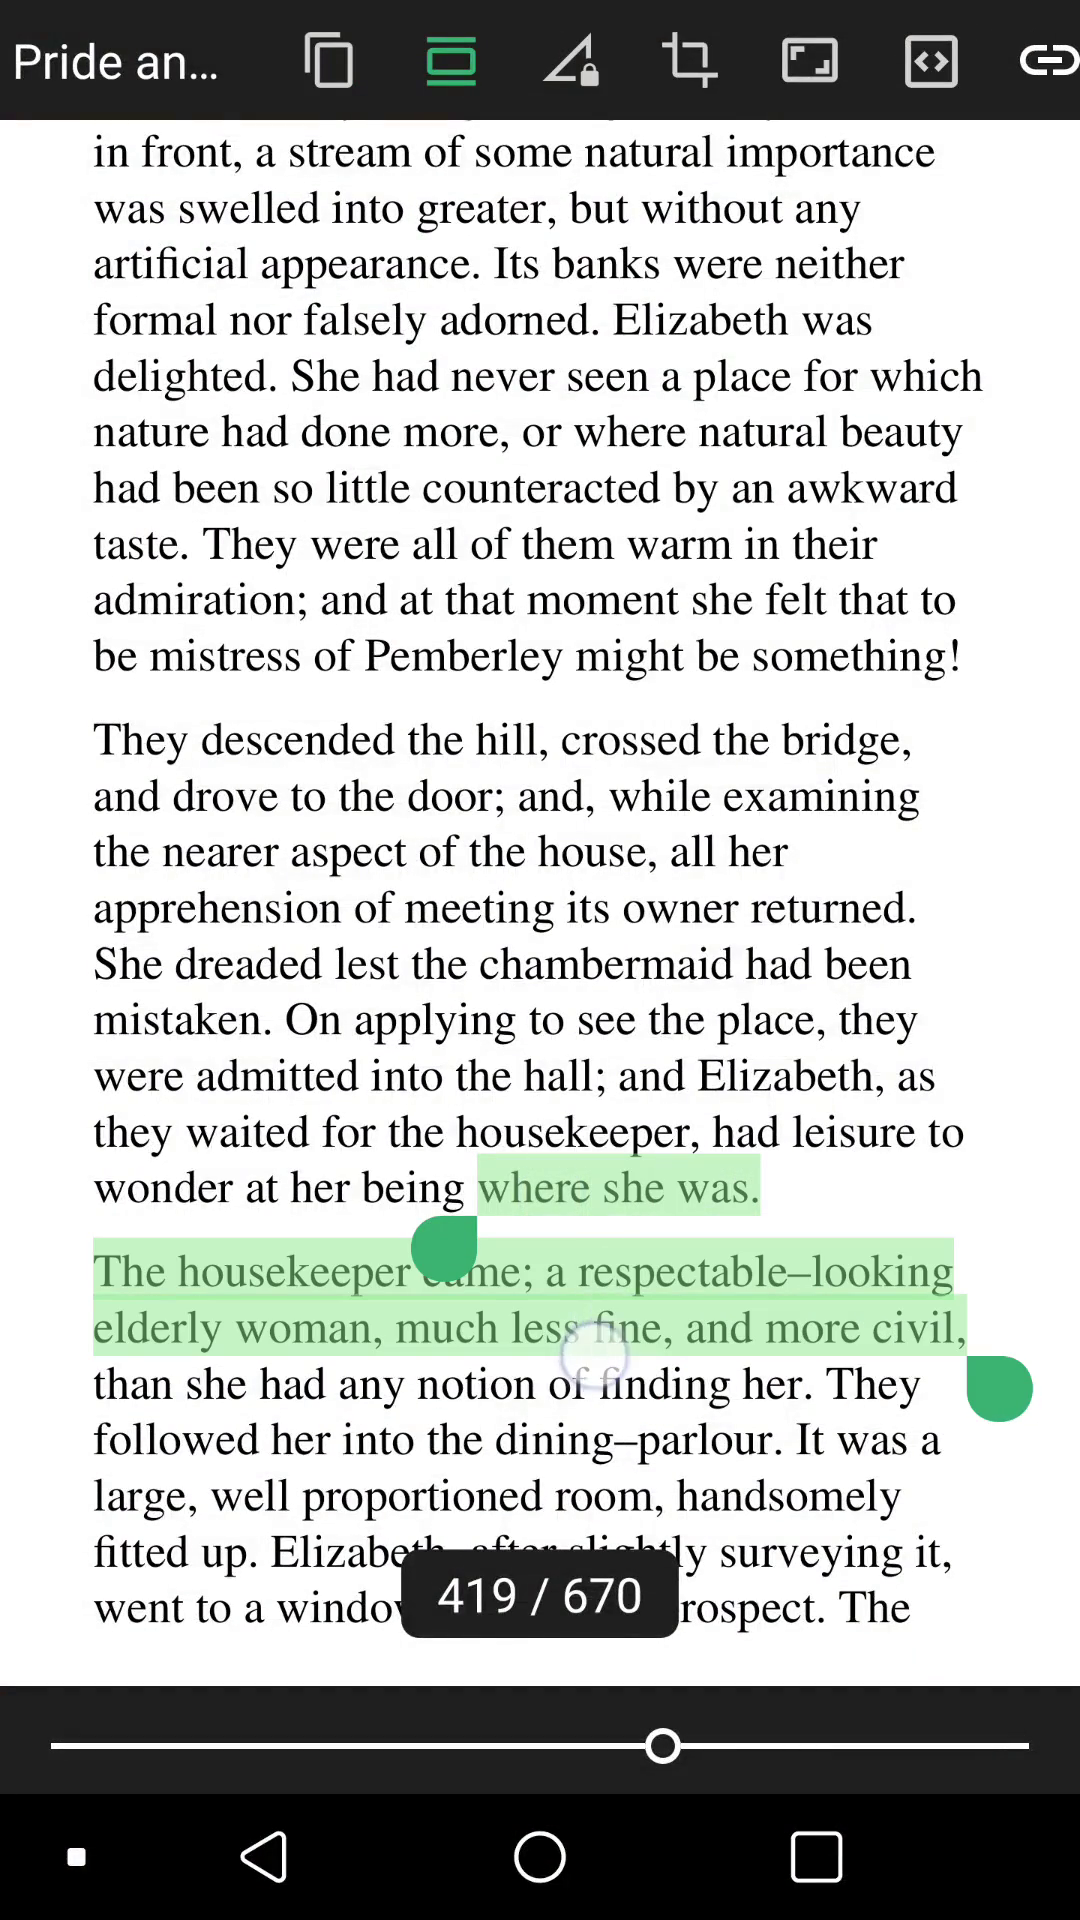 Pride an...
in front, a stream of some natural importance
was swelled into greater, but without any
artificial appearance. Its banks were neither
formal nor falsely adorned. Elizabeth was
delighted. She had never seen a place for which
nature had done more, or where natural beauty
had been so little counteracted by an awkward
taste. They were all of them warm in their
admiration; and at that moment she felt that to
be mistress of Pemberley might be something!
They descended the hill, crossed the bridge,
and drove to the door; and, while examining
the nearer aspect of the house, all her
apprehension of meeting its owner returned.
She dreaded lest the chambermaid had been
mistaken. On applying to see the place, they
were admitted into the hall; and Elizabeth, as
they waited for the housekeeper, had leisure to
wonder at her being where she was.
The housekeeper came; a respectable–looking
elderly woman, much less fine, and more civil,
than she had any notion of finding her. They
followed her into the dining–parlour. It was a
large, well proportioned room, handsomely
fitted up. Elizabeth, after slightly surveying it,
went to a window rospect. The
419 / 670